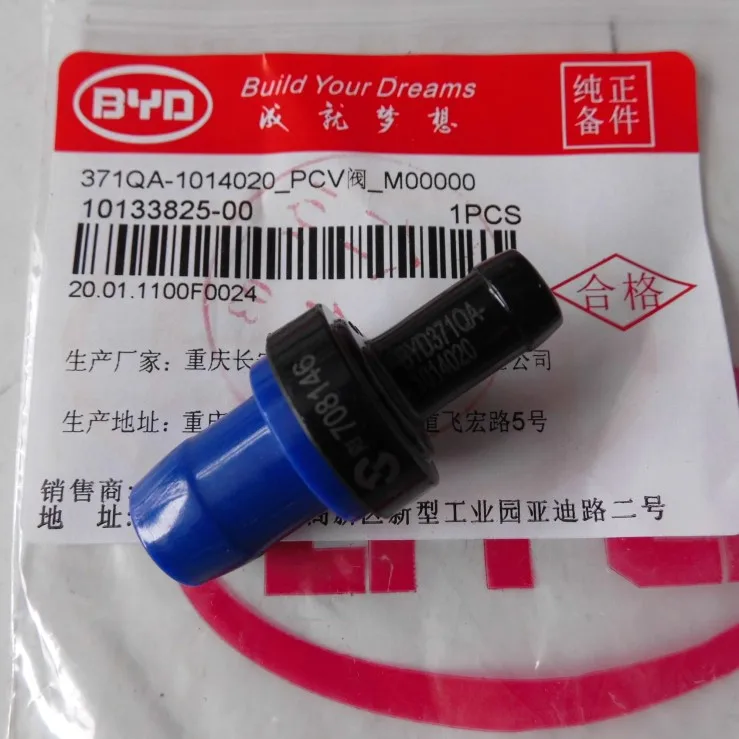 BYD
Build Your Dreams
成就梦想
纯正
备件
371QA-1014020_PCV阀_M00000
10133825-00 1PCS
20.01.1100F0024
合格
生产厂家: 重庆长 公司
生产地址: 重庆 道飞宏路5号
销售商:
地 址: 高新区新型工业园亚迪路二号
BYD371QA-
1014020
708146